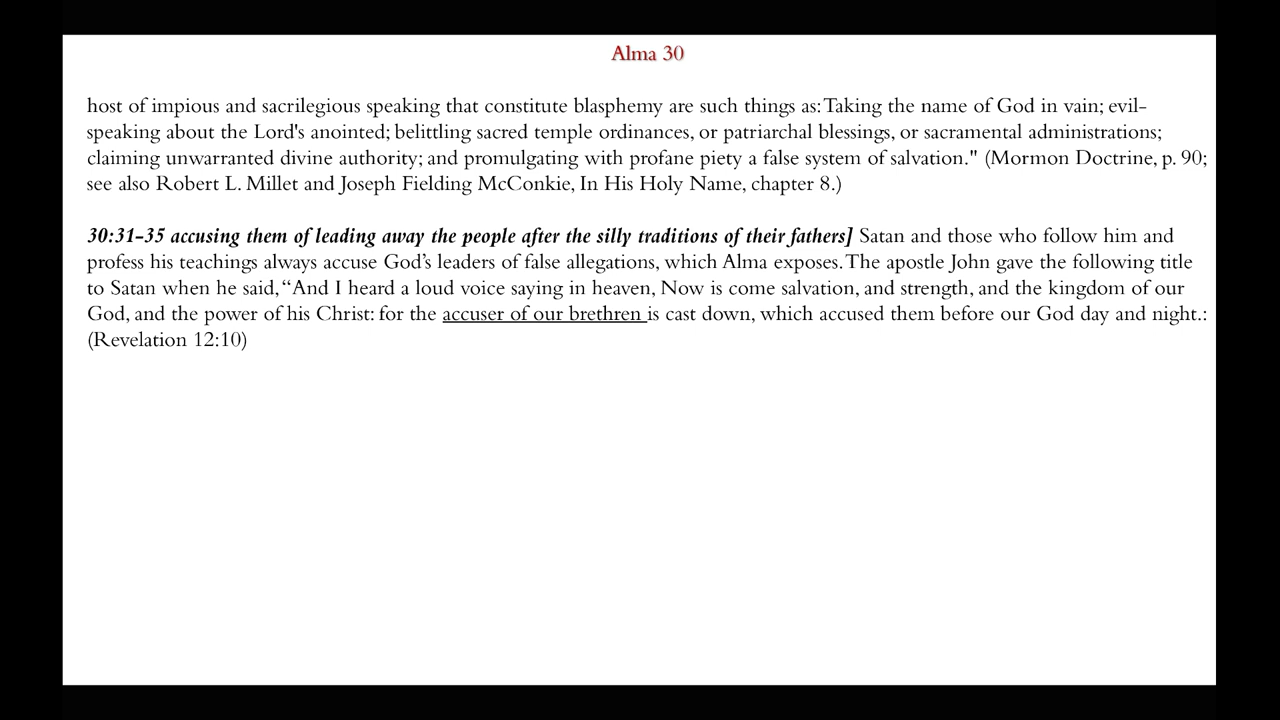 Alma 30
host of impious and sacrilegious speaking that constitute blasphemy are such things as: Taking the name of God in vain; evil-
speaking about the Lord's anointed; belittling sacred temple ordinances, or patriarchal blessings, or sacramental administrations;
claiming unwarranted divine authority; and promulgating with profane piety a false system of salvation." (Mormon Doctrine, p. 90;
see also Robert L. Millet and Joseph Fielding McConkie, In His Holy Name, chapter 8.)
30:31-35 accusing them of leading away the people after the silly traditions of their fathers] Satan and those who follow him and
profess his teachings always accuse God’s leaders of false allegations, which Alma exposes. The apostle John gave the following title
to Satan when he said, “And I heard a loud voice saying in heaven, Now is come salvation, and strength, and the kingdom of our
God, and the power of his Christ: for the accuser of our brethren is cast down, which accused them before our God day and night.:
(Revelation 12:10)